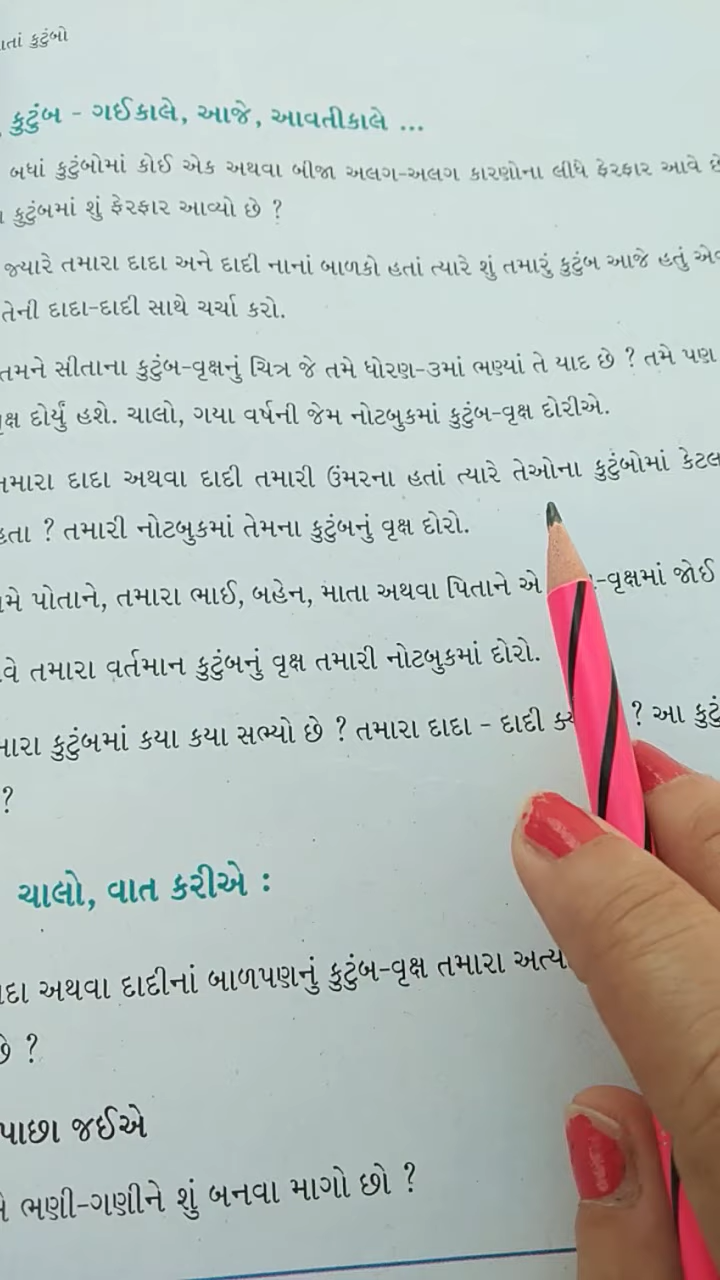 કુટુંબો
કુટુંબ - ગઈકાલે, આજે, આવતીકાલે ...
બધાં કુટુંબોમાં કોઈ એક અથવા બીજા અલગ-અલગ કારણોના લીધે ફેરફાર આવે છે
કુટુંબમાં શું ફેરફાર આવ્યો છે ?
જ્યારે તમારા દાદા અને દાદી નાનાં બાળકો હતાં ત્યારે શું તમારું કુટુંબ આજે હતું
તેની દાદા-દાદી સાથે ચર્ચા કરો.
તમને સીતાના કુટુંબ-વૃક્ષનું ચિત્ર જે તમે ધોરણ-૩માં ભણ્યાં તે યાદ છે ? તમે પણ
દોર્યું હશે. ચાલો, ગયા વર્ષની જેમ નોટબુકમાં કુટુંબ-વૃક્ષ દોરીએ.
તમારા દાદા અથવા દાદી તમારી ઉંમરના હતાં ત્યારે તેઓના કુટુંબોમાં
હતા ? તમારી નોટબુકમાં તેમના કુટુંબનું વૃક્ષ દોરો.
પોતાને, તમારા ભાઈ, બહેન, માતા અથવા પિતાને એ -વૃક્ષમાં જોઈ
તમારા વર્તમાન કુટુંબનું વૃક્ષ તમારી નોટબુકમાં દોરો.
કુટુંબમાં કયા કયા સભ્યો છે ? તમારા દાદા - દાદી ? આ
?
ચાલો, વાત કરીએ :
અથવા દાદીનાં બાળપણનું કુટુંબ-વૃક્ષ તમારા
છે ?
પાછા જઈએ
ભણી-ગણીને શું બનવા માગો છો ?